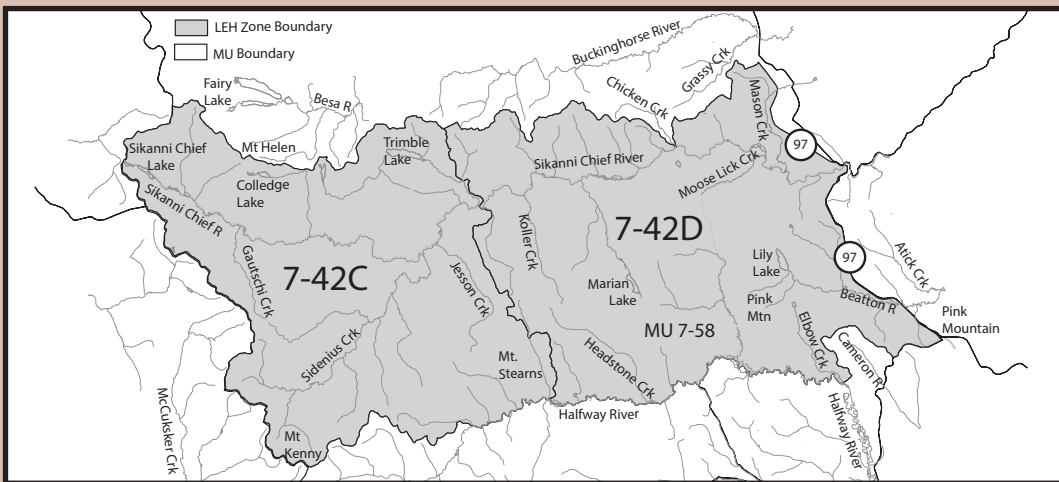 LEH Zone Boundary
MU Boundary
Buckinghorse River
Fairy
Lake
Besa R
Chicken Crk
Grassy Crk
Mason Crk
97
Mt Helen
Trimble
Lake
Sikanni Chief
Lake
Sikanni Chief River
Moose Lick Crk
Colledge
Lake
Sikanni Chief R
Koller Crk
7-42D
7-42C
Gautschi Crk
Jesson Crk
Lily
Lake
97
Atick Crk
Marian
Lake
Pink
Mtn
Beatton R
Pink
Mountain
MU 7-58
Elbow Crk
Sidenius Crk
Mt.
Stearns
Headstone Crk
Cameron R
McCuksker Crk
Halfway River
Halfway River
Mt
Kenny